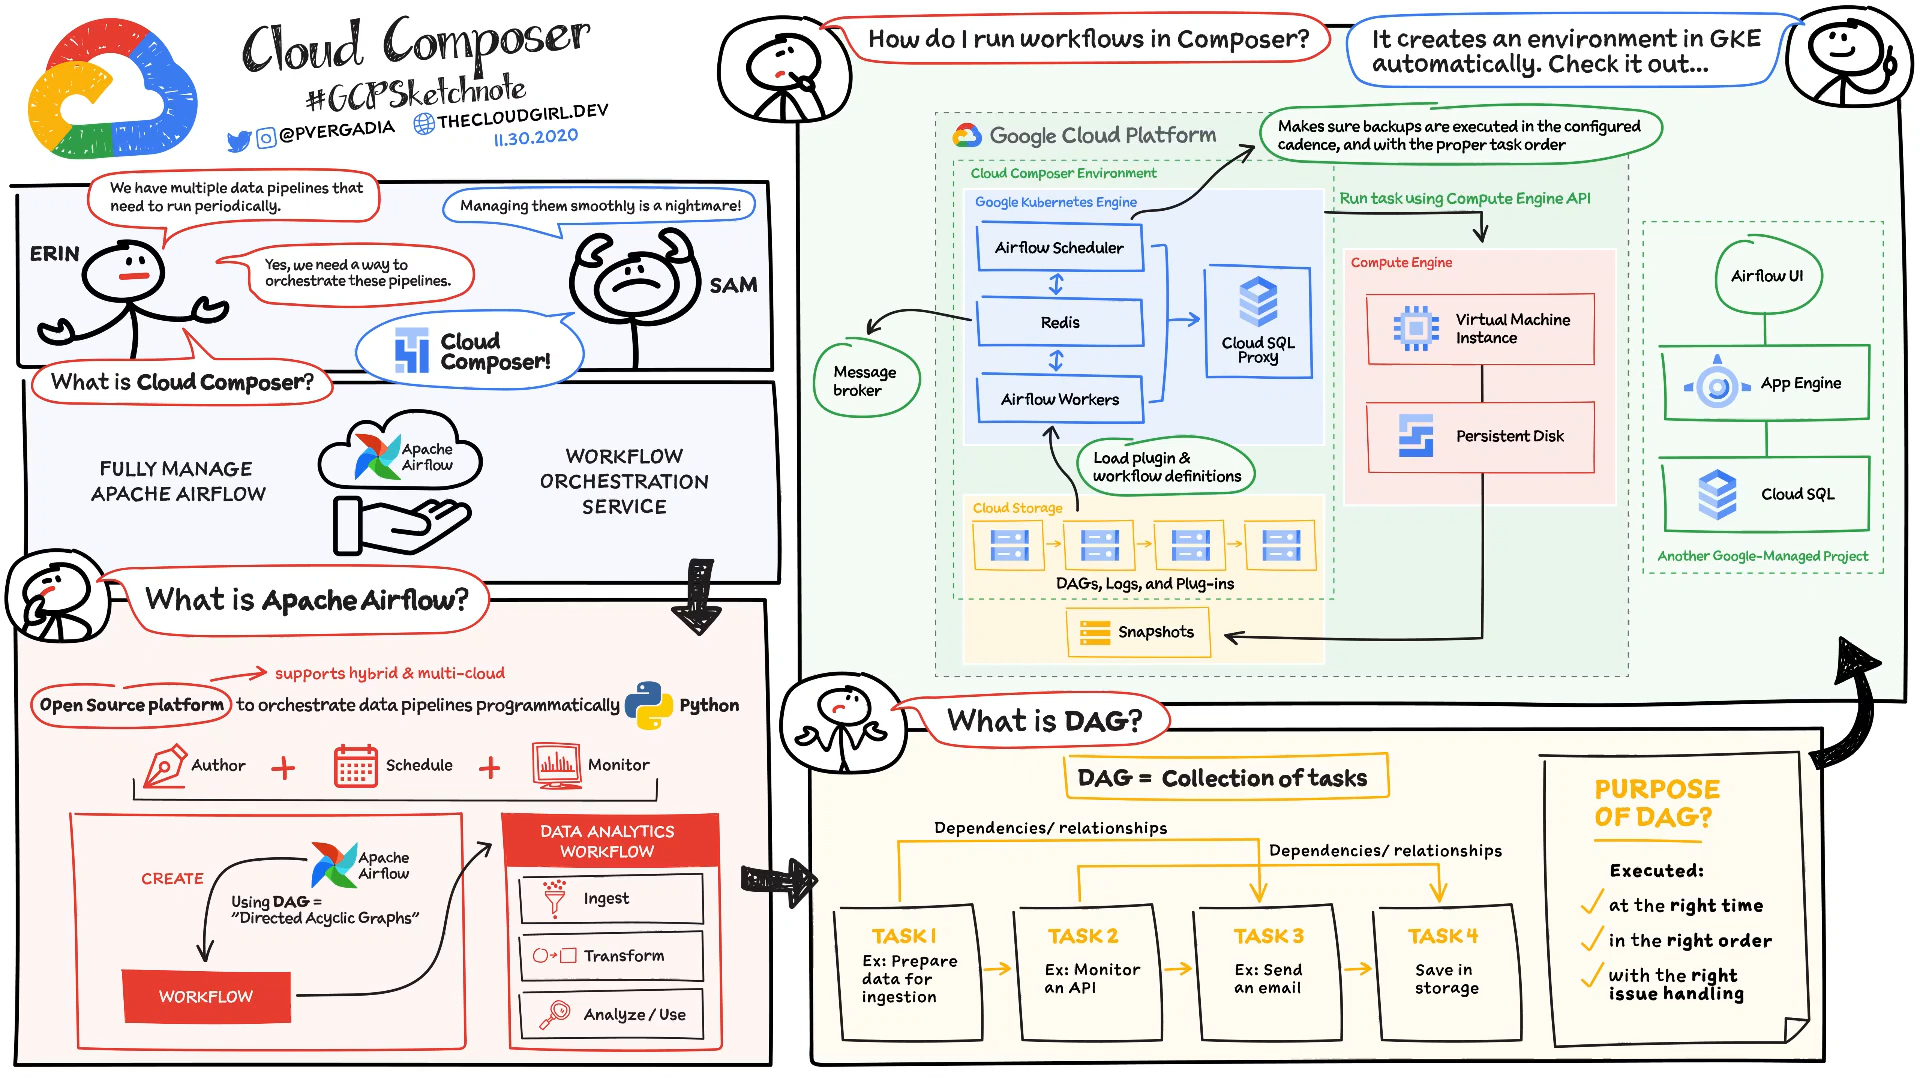 Cloud Composer
#GCPSketchnote
@PVERGADIA
THECLOUDGIRL.DEV
11.30.2020
We have multiple data pipelines that
need to run periodically.
Managing them smoothly is a nightmare!
ERIN
Yes, we need a way to
orchestrate these pipelines.
SAM
Cloud
Composer!
What is Cloud Composer?
FULLY MANAGE
APACHE AIRFLOW
Apache
Airflow
WORKFLOW
ORCHESTRATION
SERVICE
What is Apache Airflow?
supports hybrid & multi-cloud
Open Source platform to orchestrate data pipelines programmatically Python
Author + Schedule + Monitor
CREATE
Apache
Airflow
Using DAG =
"Directed Acyclic Graphs"
WORKFLOW
DATA ANALYTICS
WORKFLOW
Ingest
Transform
Analyze / Use
How do I run workflows in Composer?
It creates an environment in GKE
automatically. Check it out...
Google Cloud Platform
Makes sure backups are executed in the configured
cadence, and with the proper task order
Cloud Composer Environment
Google Kubernetes Engine
Run task using Compute Engine API
Airflow Scheduler
Redis
Airflow Workers
Cloud SQL
Proxy
Message
broker
Load plugin &
workflow definitions
Cloud Storage
DAGs, Logs, and Plug-ins
Snapshots
Compute Engine
Virtual Machine
Instance
Persistent Disk
Airflow UI
App Engine
Cloud SQL
Another Google-Managed Project
What is DAG?
DAG = Collection of tasks
Dependencies/ relationships
Dependencies/ relationships
TASK 1
Ex: Prepare
data for
ingestion
TASK 2
Ex: Monitor
an API
TASK 3
Ex: Send
an email
TASK 4
Save in
storage
PURPOSE
OF DAG?
Executed:
at the right time
in the right order
with the right
issue handling